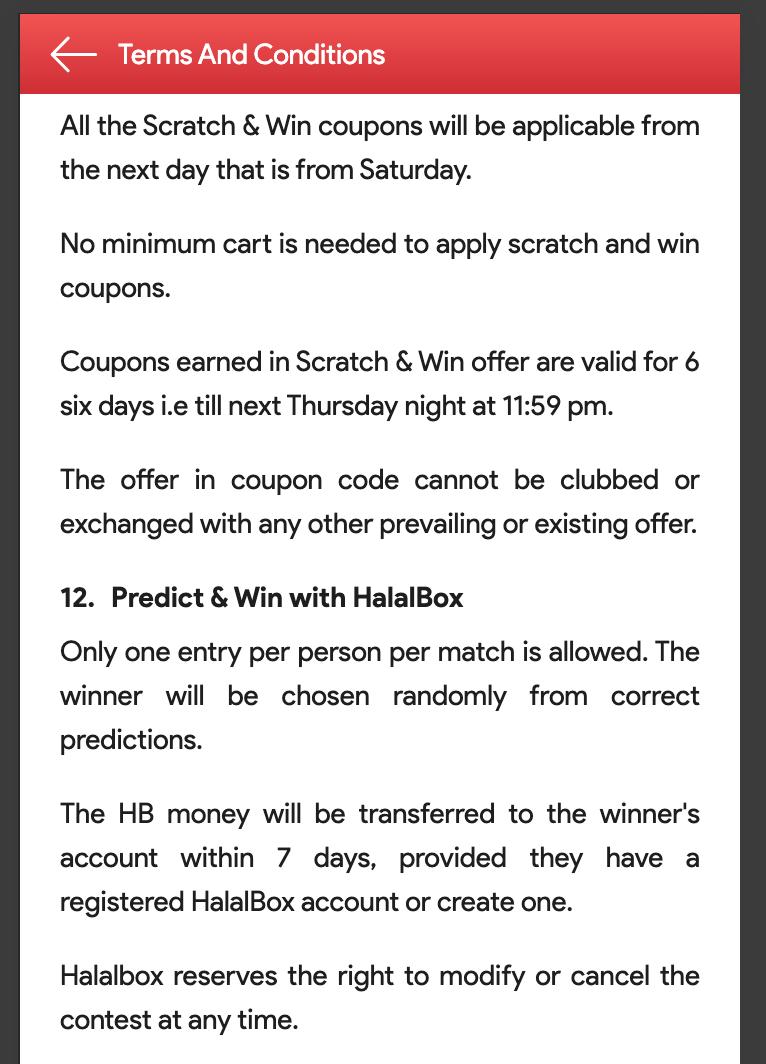 Terms And Conditions
All the Scratch & Win coupons will be applicable from
the next day that is from Saturday.
No minimum cart is needed to apply scratch and win
coupons.
Coupons earned in Scratch & Win offer are valid for 6
six days i.e till next Thursday night at 11:59 pm.
The offer in coupon code cannot be clubbed or
exchanged with any other prevailing or existing offer.
12. Predict & Win with HalalBox
Only one entry per person per match is allowed. The
winner will be chosen randomly from correct
predictions.
The HB money will be transferred to the winner's
account within 7 days, provided they have a
registered HalalBox account or create one.
Halalbox reserves the right to modify or cancel the
contest at any time.